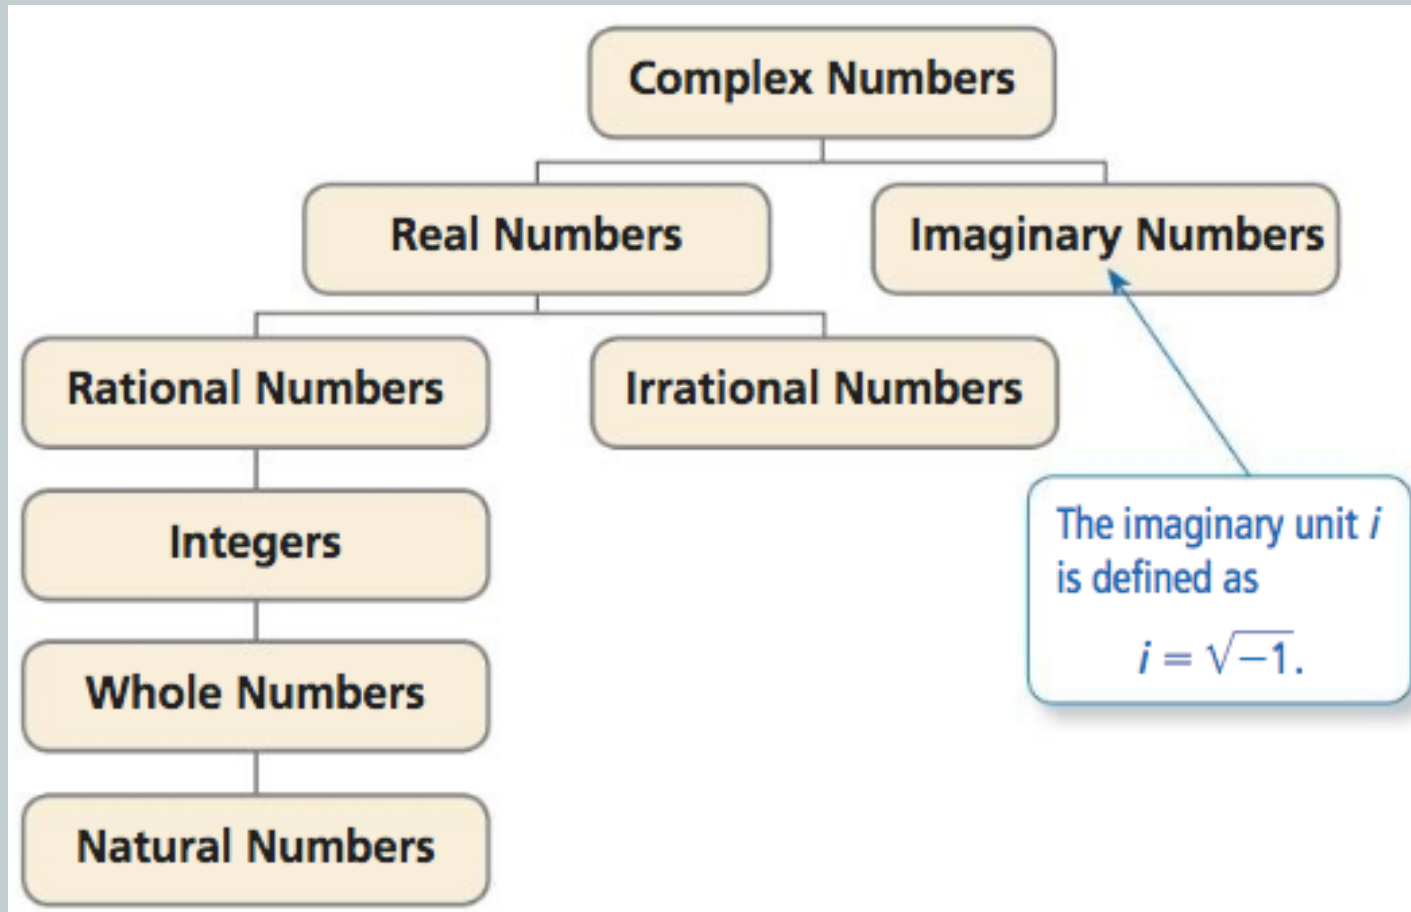 Complex Numbers
Real Numbers
Imaginary Numbers
Rational Numbers
Irrational Numbers
Integers
The imaginary unit i
is defined as
i = √−1.
Whole Numbers
Natural Numbers